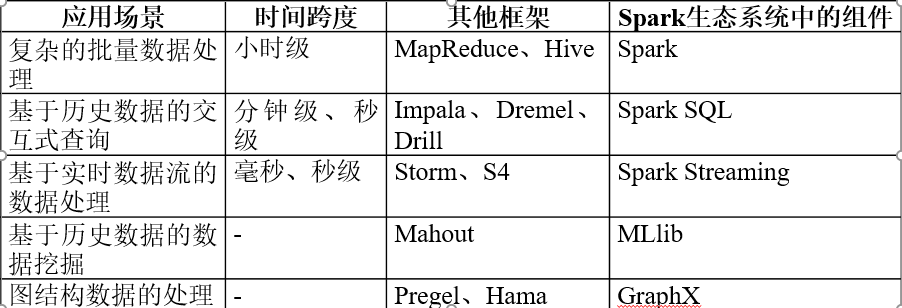 应用场景 时间跨度 其他框架 Spark生态系统中的组件
复杂的批量数据处 小时级 MapReduce、Hive Spark
理
基于历史数据的交 分钟级、秒 Impala、Dremel、 Spark SQL
互式查询 级 Drill
基于实时数据流的 毫秒、秒级 Storm、S4 Spark Streaming
数据处理
基于历史数据的数 - Mahout MLlib
据挖掘
图结构数据的处理 - Pregel、Hama GraphX